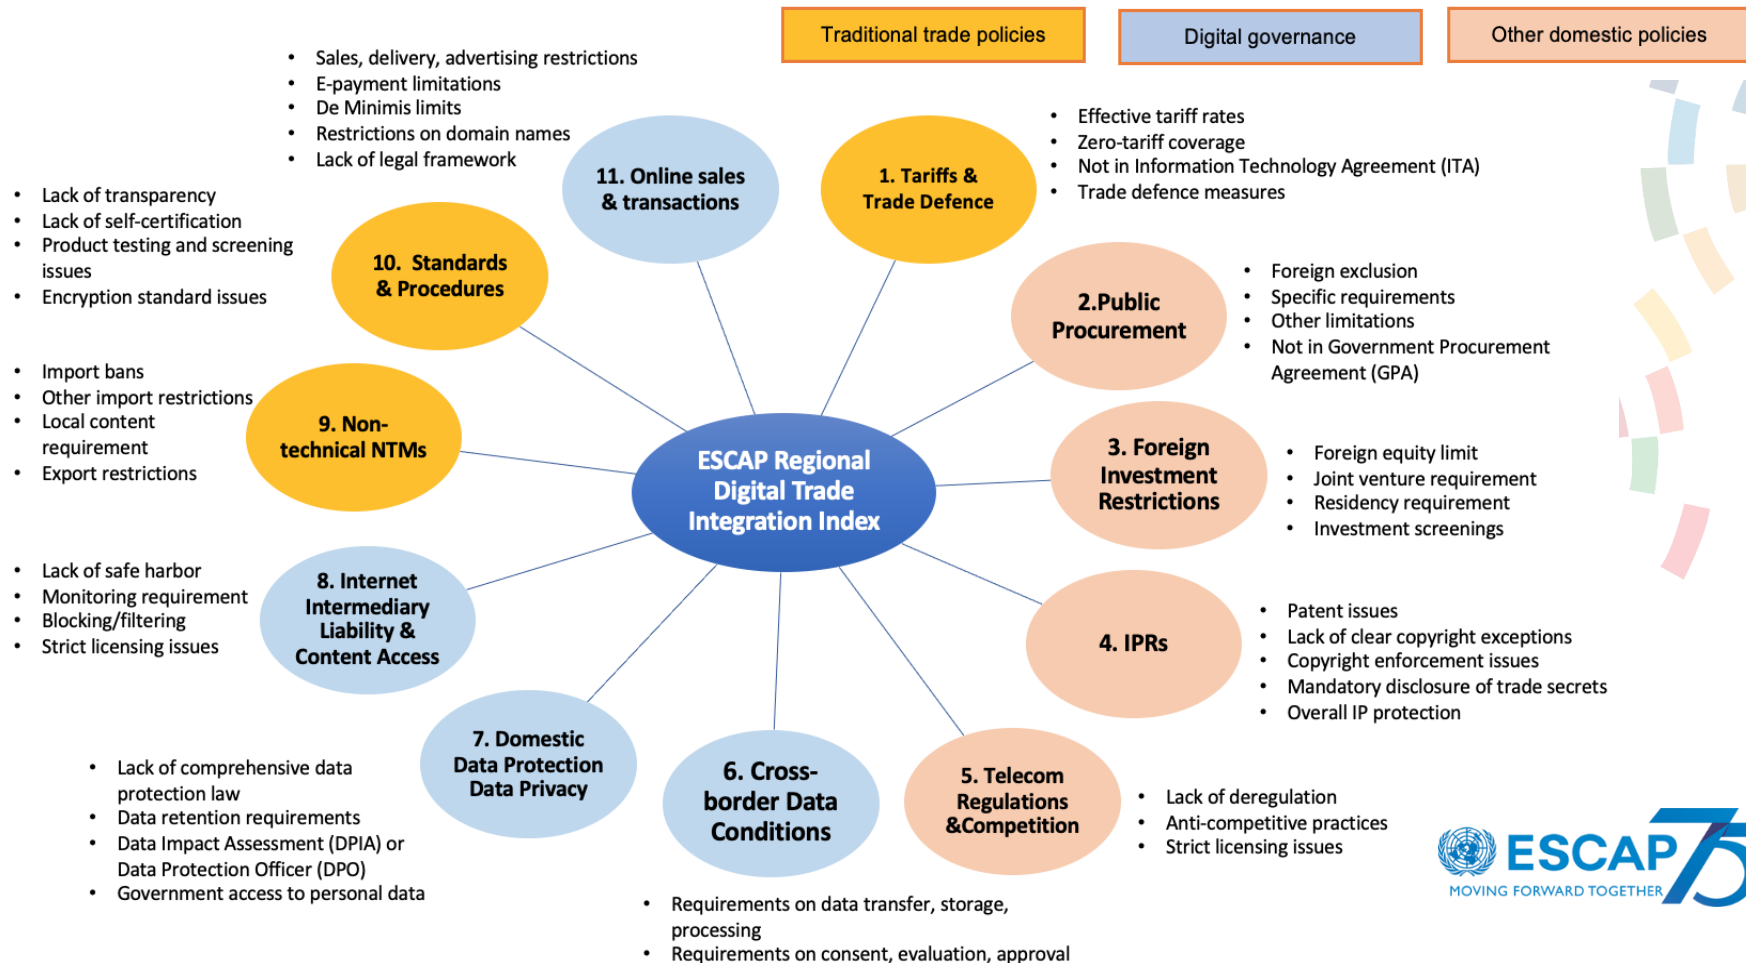 Traditional trade policies
Digital governance
Other domestic policies
• Sales, delivery, advertising restrictions
• E-payment limitations
• De Minimis limits
• Restrictions on domain names
• Lack of legal framework
11. Online sales
& transactions
1. Tariffs &
Trade Defence
• Effective tariff rates
• Zero-tariff coverage
• Not in Information Technology Agreement (ITA)
• Trade defence measures
• Lack of transparency
• Lack of self-certification
• Product testing and screening
issues
• Encryption standard issues
10. Standards
& Procedures
2.Public
Procurement
• Foreign exclusion
• Specific requirements
• Other limitations
• Not in Government Procurement
Agreement (GPA)
• Import bans
• Other import restrictions
• Local content
requirement
• Export restrictions
9. Non-
technical NTMs
ESCAP Regional
Digital Trade
Integration Index
3. Foreign
Investment
Restrictions
• Foreign equity limit
• Joint venture requirement
• Residency requirement
• Investment screenings
• Lack of safe harbor
• Monitoring requirement
• Blocking/filtering
• Strict licensing issues
8. Internet
Intermediary
Liability &
Content Access
4. IPRs
• Patent issues
• Lack of clear copyright exceptions
• Copyright enforcement issues
• Mandatory disclosure of trade secrets
• Overall IP protection
• Lack of comprehensive data
protection law
• Data retention requirements
• Data Impact Assessment (DPIA) or
Data Protection Officer (DPO)
• Government access to personal data
7. Domestic
Data Protection
Data Privacy
6. Cross-
border Data
Conditions
5. Telecom
Regulations
&Competition
• Lack of deregulation
• Anti-competitive practices
• Strict licensing issues
• Requirements on data transfer, storage,
processing
• Requirements on consent, evaluation, approval
ESCAP 75
MOVING FORWARD TOGETHER